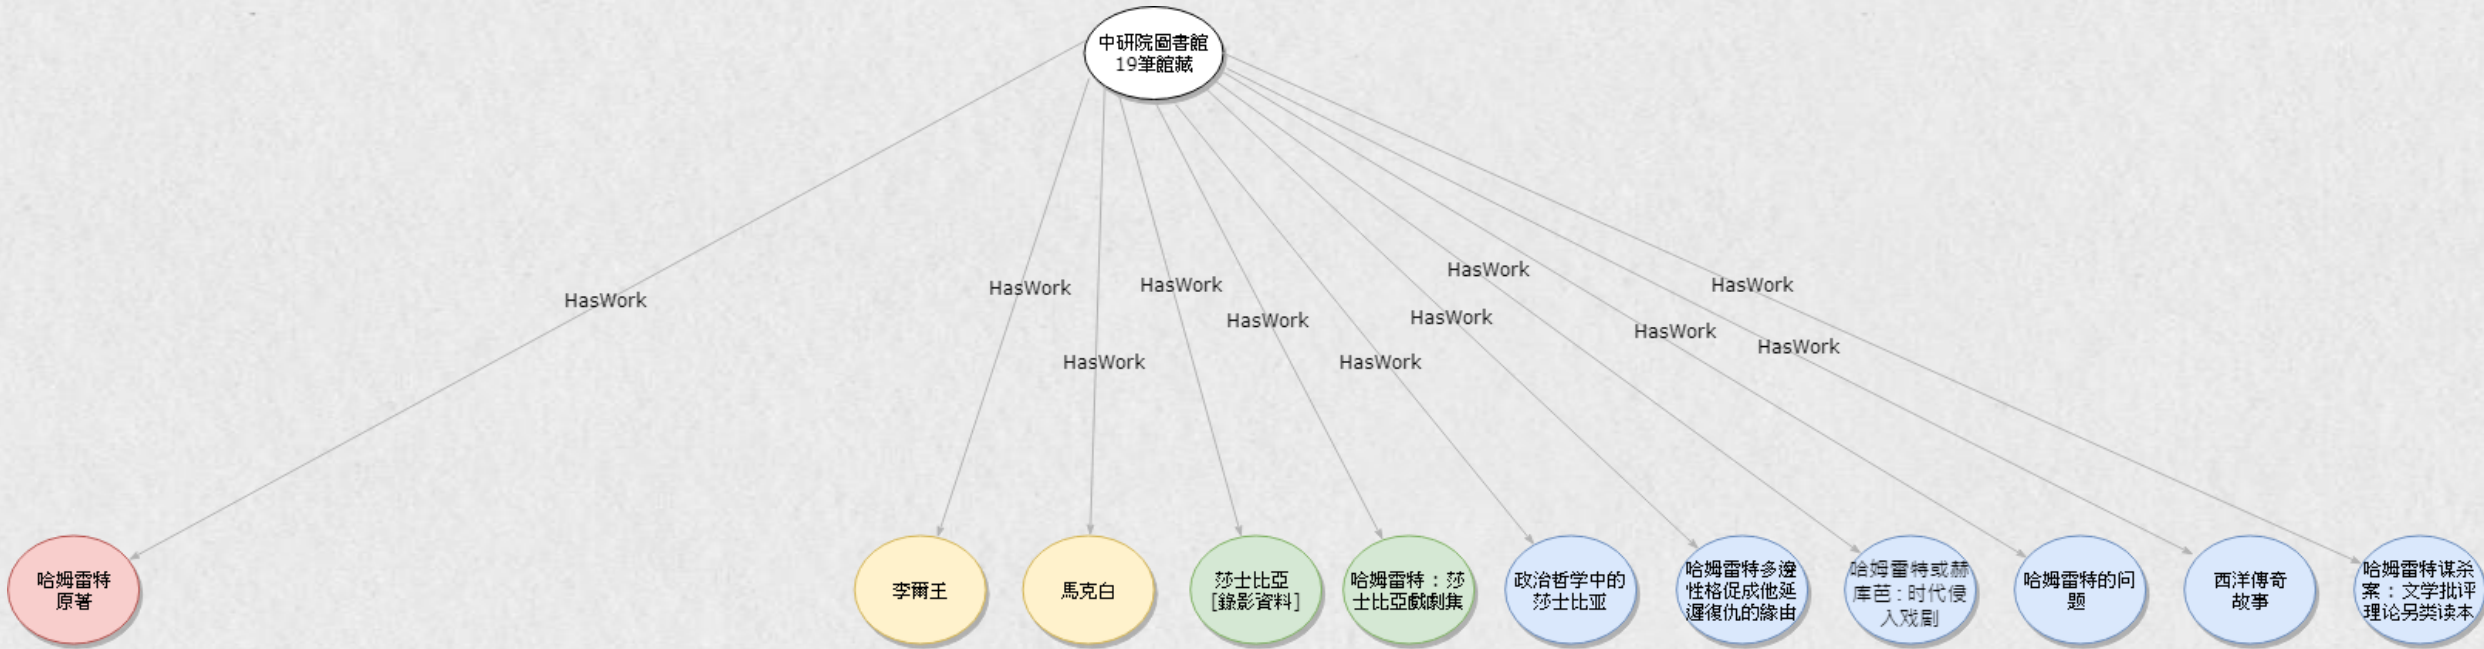 中研院圖書館
19筆館藏
HasWork
HasWork
HasWork
HasWork
HasWork
HasWork
HasWork
HasWork
HasWork
HasWork
HasWork
哈姆雷特
原著
李爾王
馬克白
莎士比亞
[錄影資料]
哈姆雷特：莎
士比亞戲劇集
政治哲学中的
莎士比亚
哈姆雷特多邊
性格促成他延
遲復仇的緣由
哈姆雷特或赫
库芭：时代侵
入戏剧
哈姆雷特的问
题
西洋傳奇
故事
哈姆雷特谋杀
案：文学批评
理论另类读本